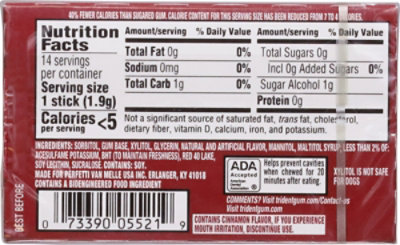 40% FEWER CALORIES THAN SUGARED GUM. CALORIE CONTENT FOR THIS SERVING SIZE HAS BEEN REDUCED FROM 7 TO 4 CALORIES.
Nutrition Facts
14 servings per container
Serving size
1 stick (1.9g)
Calories <5
per serving
Amount/serving % Daily Value
Total Fat 0g 0%
Sodium 0mg 0%
Total Carb 1g 0%
Amount/serving % Daily Value
Total Sugars 0g
Incl 0g Added Sugars 0%
Sugar Alcohol 1g
Protein 0g
Not a significant source of saturated fat, trans fat, cholesterol,
dietary fiber, vitamin D, calcium, iron, and potassium.
INGREDIENTS: SORBITOL, GUM BASE, XYLITOL, GLYCERIN, NATURAL AND ARTIFICIAL FLAVOR, MANNITOL, MALTITOL SYRUP; LESS THAN 2% OF:
ACESULFAME POTASSIUM, BHT (TO MAINTAIN FRESHNESS), RED 40 LAKE,
SOY LECITHIN, SUCRALOSE. CONTAINS: SOY.
MADE FOR PERFETTI VAN MELLE USA INC. ERLANGER, KY 41018
CONTAINS A BIOENGINEERED FOOD INGREDIENT
BEST BEFORE
0 73390 05521 9
ADA
Accepted
American Dental Association
Helps prevent cavities
when chewed for 20
minutes after eating.
XYLITOL IS NOT SAFE
FOR DOGS
COMMENTS? Visit tridentgum.com/Contact-us
Visit tridentgum.com
CONTAINS CINNAMON FLAVOR, IF YOU EXPERIENCE
MOUTH IRRITATION, DISCONTINUE USE.